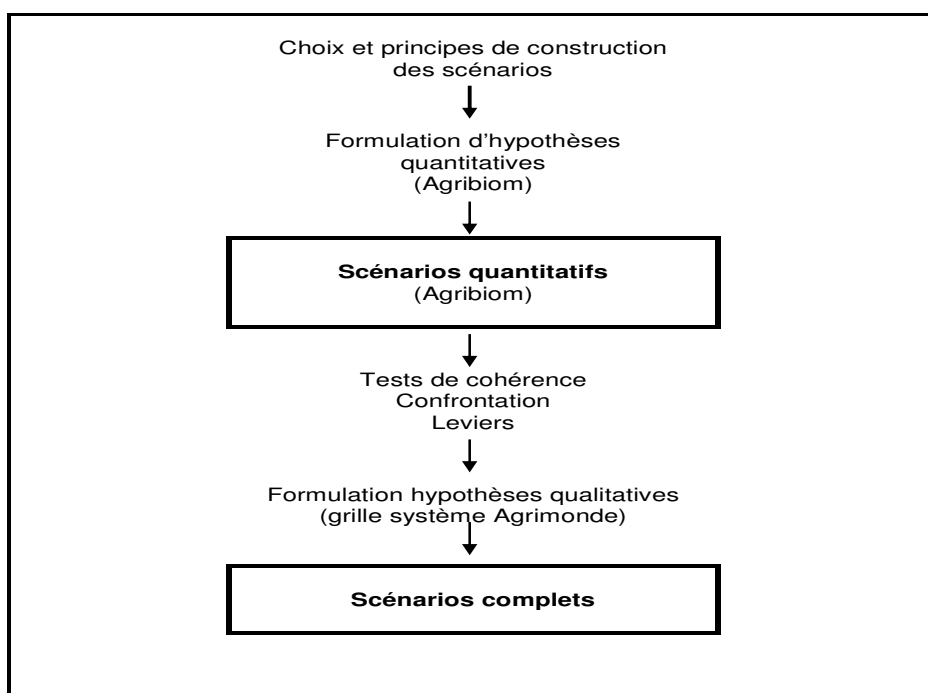 Choix et principes de construction
des scénarios
Formulation d'hypothèses
quantitatives
(Agribiom)
Scénarios quantitatifs
(Agribiom)
Tests de cohérence
Confrontation
Leviers
Formulation hypothèses qualitatives
(grille système Agrimonde)
Scénarios complets